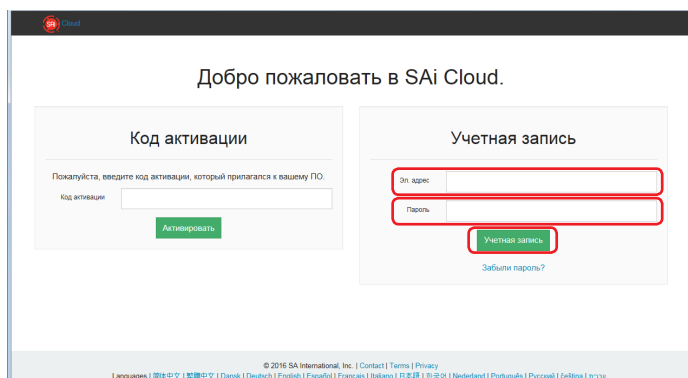 SAi Cloud
Добро пожаловать в SAi Cloud.
Код активации
Пожалуйста, введите код активации, который прилагался к вашему ПО.
Код активации
Активировать
Учетная запись
Эл. адрес
Пароль
Учетная запись
Забыли пароль?
© 2016 SA International, Inc. | Contact | Terms | Privacy
Languages | 简体中文 | 繁體中文 | Dansk | Deutsch | English | Español | Français | Italiano | 日本語 | 한국어 | Nederland | Português | Русский | čeština | עברית